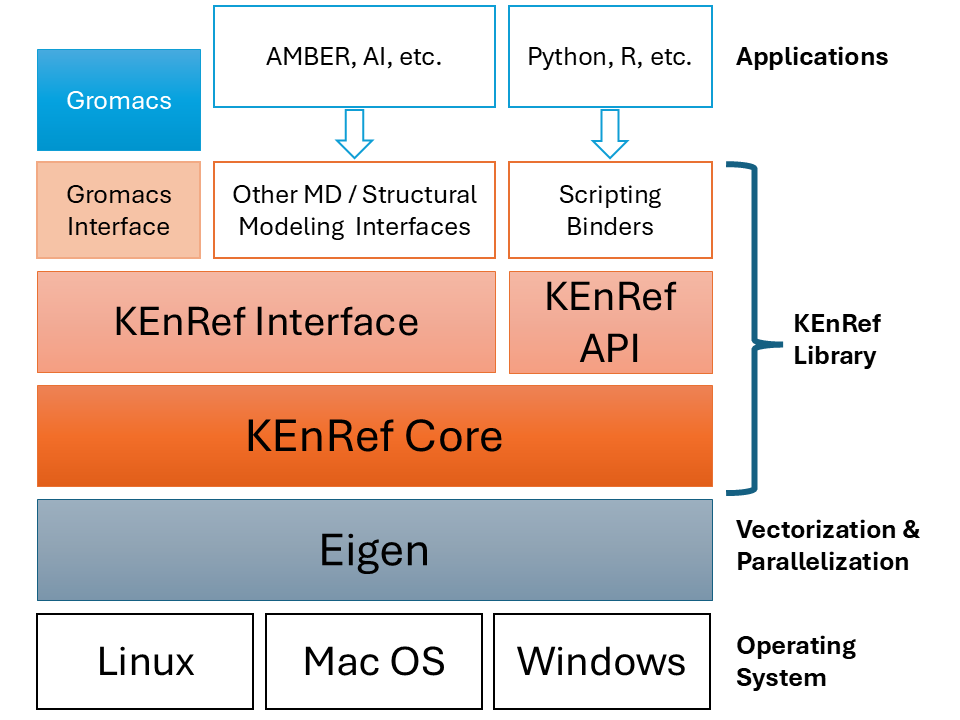 AMBER, AI, etc.
Python, R, etc.
Applications
Gromacs
Gromacs
Interface
Other MD / Structural
Modeling Interfaces
Scripting
Binders
KEnRef Interface
KEnRef
API
KEnRef
Library
KEnRef Core
Eigen
Vectorization &
Parallelization
Linux
Mac OS
Windows
Operating
System